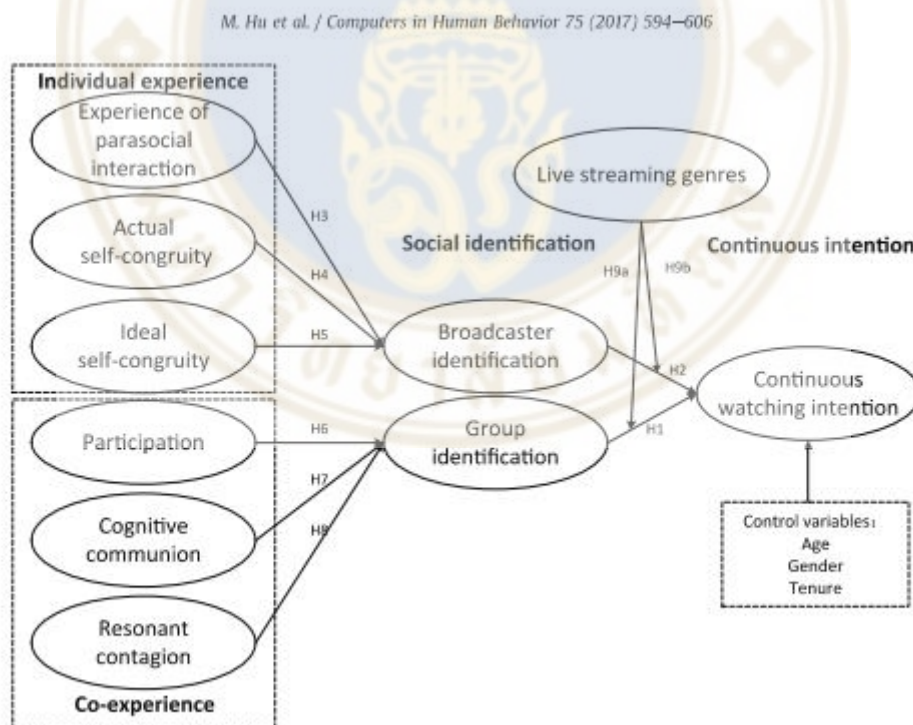 M. Hu et al. / Computers in Human Behavior 75 (2017) 594–606
Individual experience
Experience of
parasocial
interaction
Actual
self-congruity
Ideal
self-congruity
Participation
Cognitive
communion
Resonant
contagion
Co-experience
H3
H4
H5
H6
H7
H8
Social identification
Broadcaster
identification
Group
identification
Live streaming genres
H9a
H9b
H2
H1
Continuous intention
Continuous
watching intention
Control variables:
Age
Gender
Tenure